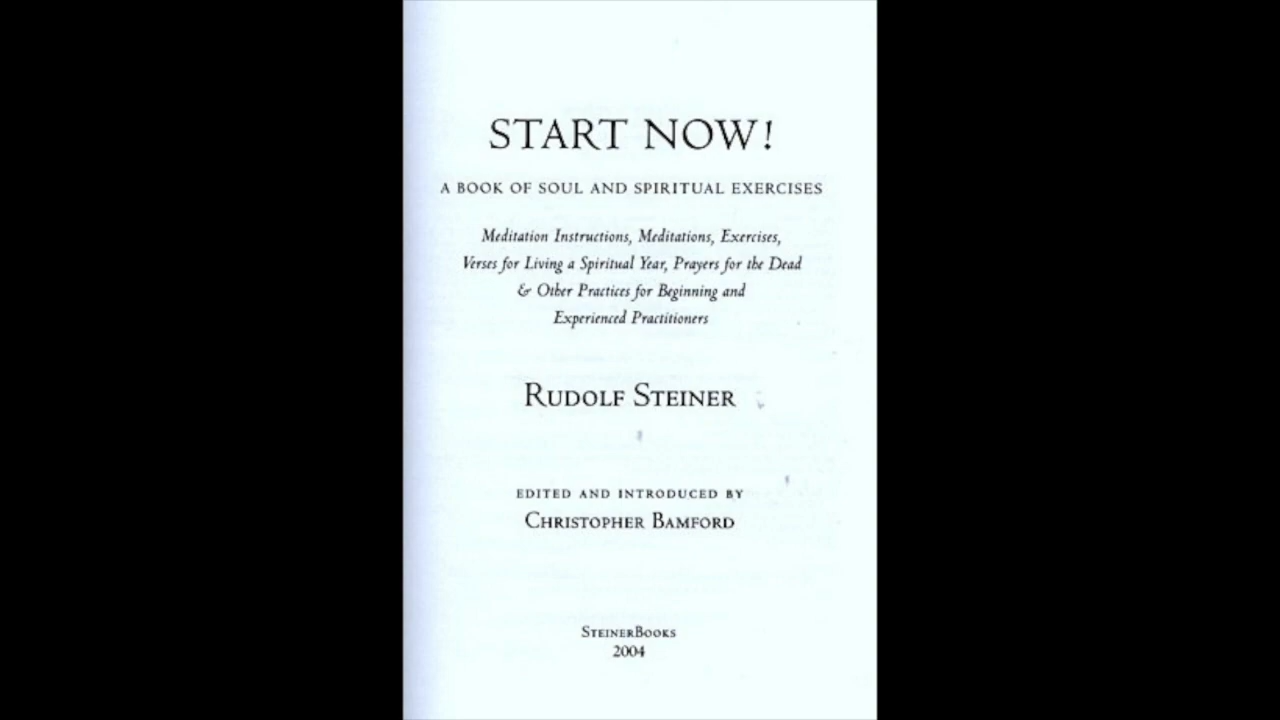 START NOW!
A BOOK OF SOUL AND SPIRITUAL EXERCISES
Meditation Instructions, Meditations, Exercises,
Verses for Living a Spiritual Year, Prayers for the Dead
& Other Practices for Beginning and
Experienced Practitioners
RUDOLF STEINER
EDITED AND INTRODUCED BY
CHRISTOPHER BAMFORD
STEINERBOOKS
2004